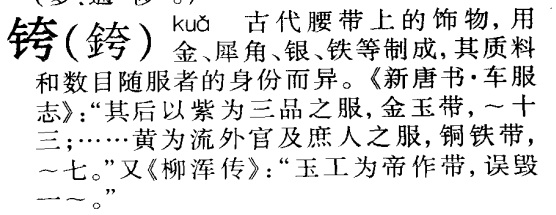 铐(銙) kuǎ 古代腰带上的饰物,用
金、犀角、银、铁等制成,其质料
和数目随服者的身份而异。《新唐书·车服
志》:“其后以紫为三品之服,金玉带,～十
三;……黄为流外官及庶人之服,铜铁带,
～七。”又《柳浑传》:“玉工为帝作带,误毁
一～。”